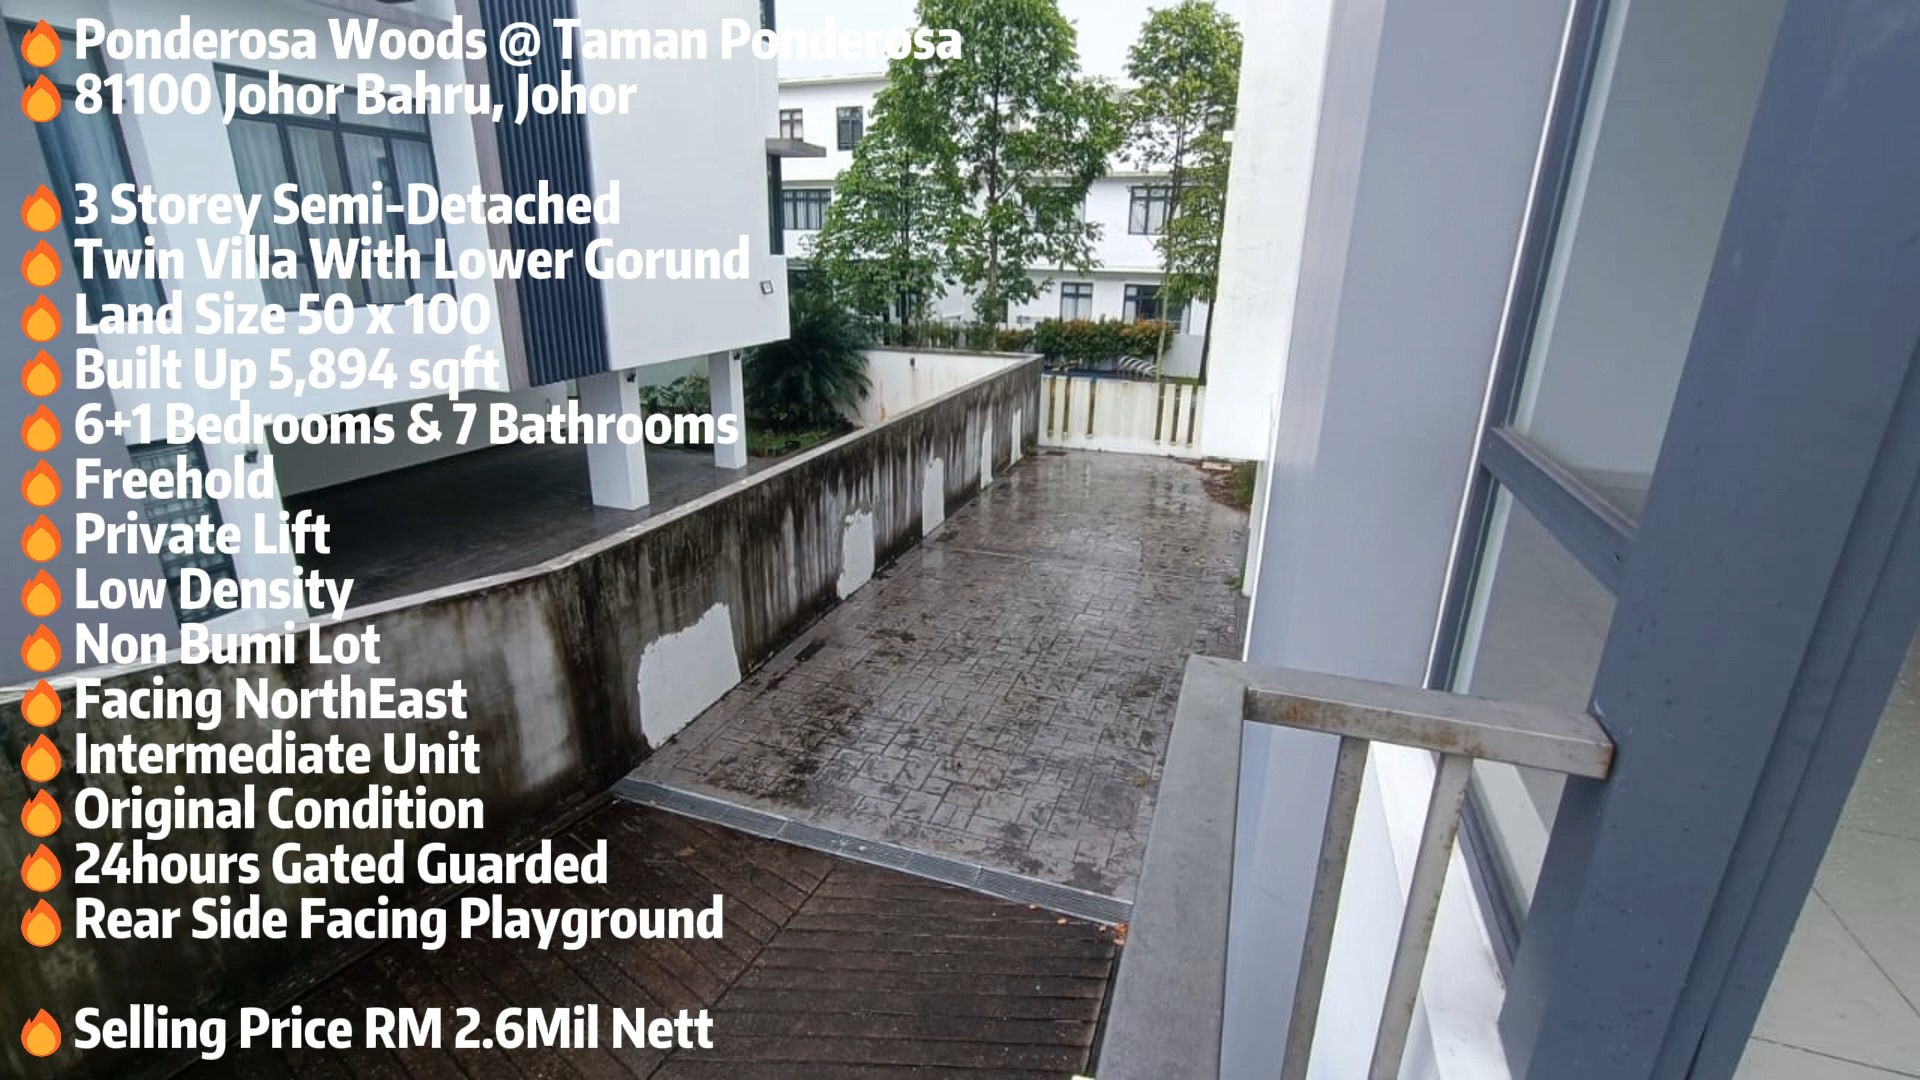 🔥 Ponderosa Woods @ Taman Ponderosa
🔥 81100 Johor Bahru, Johor
🔥 3 Storey Semi-Detached
🔥 Twin Villa With Lower Gorund
🔥 Land Size 50 x 100
🔥 Built Up 5,894 sqft
🔥 6+1 Bedrooms & 7 Bathrooms
🔥 Freehold
🔥 Private Lift
🔥 Low Density
🔥 Non Bumi Lot
🔥 Facing NorthEast
🔥 Intermediate Unit
🔥 Original Condition
🔥 24hours Gated Guarded
🔥 Rear Side Facing Playground
🔥 Selling Price RM 2.6Mil Nett